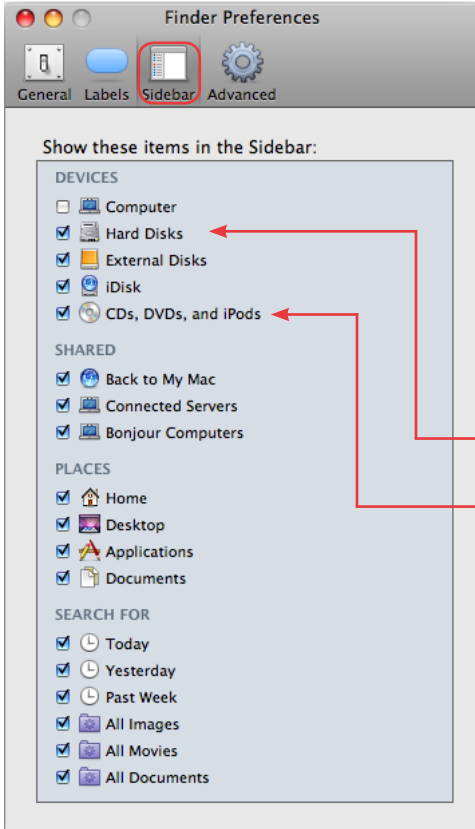 Finder Preferences
General Labels Sidebar Advanced
Show these items in the Sidebar:
DEVICES
Computer
Hard Disks
External Disks
iDisk
CDs, DVDs, and iPods
SHARED
Back to My Mac
Connected Servers
Bonjour Computers
PLACES
Home
Desktop
Applications
Documents
SEARCH FOR
Today
Yesterday
Past Week
All Images
All Movies
All Documents